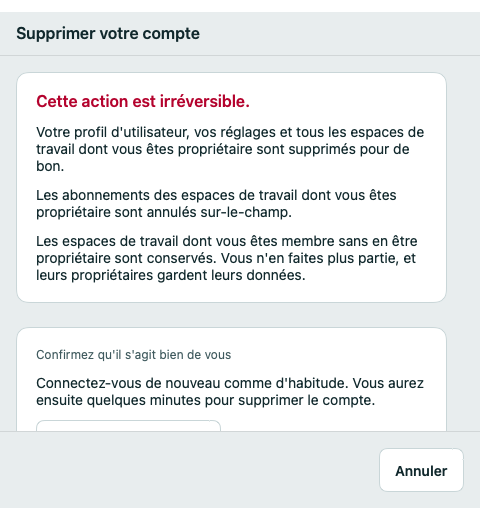 Supprimer votre compte
Cette action est irréversible.
Votre profil d'utilisateur, vos réglages et tous les espaces de
travail dont vous êtes propriétaire sont supprimés pour de
bon.
Les abonnements des espaces de travail dont vous êtes
propriétaire sont annulés sur-le-champ.
Les espaces de travail dont vous êtes membre sans en être
propriétaire sont conservés. Vous n'en faites plus partie, et
leurs propriétaires gardent leurs données.
Confirmez qu'il s'agit bien de vous
Connectez-vous de nouveau comme d'habitude. Vous aurez
ensuite quelques minutes pour supprimer le compte.
Annuler